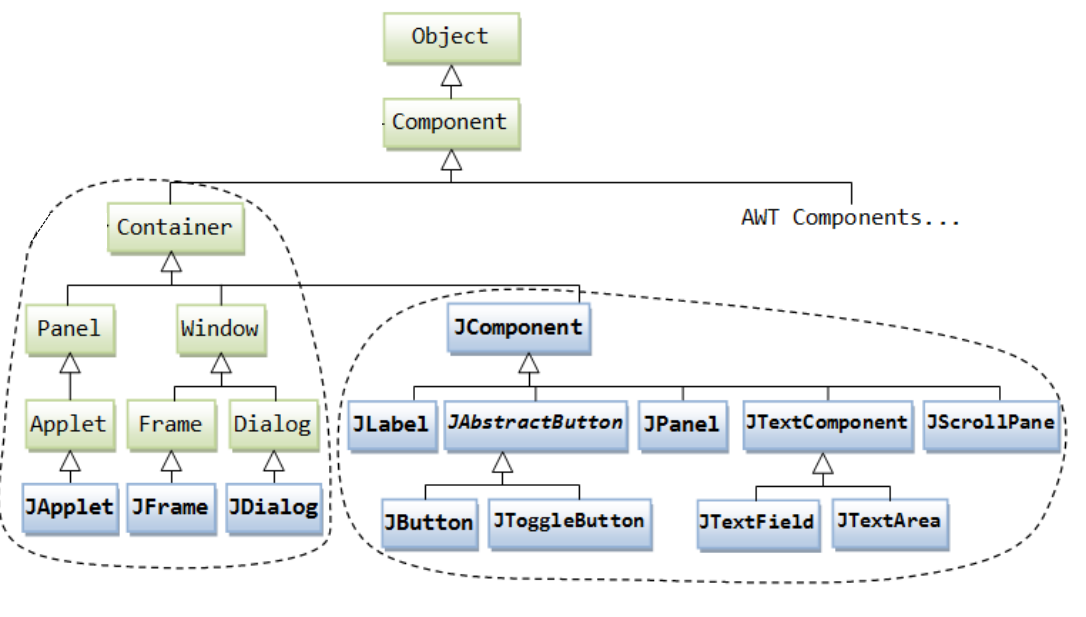 Object
Component
Container
AWT Components...
Panel
Window
JComponent
Applet
Frame
Dialog
JLabel
JAbstractButton
JPanel
JTextComponent
JScrollPane
JApplet
JFrame
JDialog
JButton
JToggleButton
JTextField
JTextArea